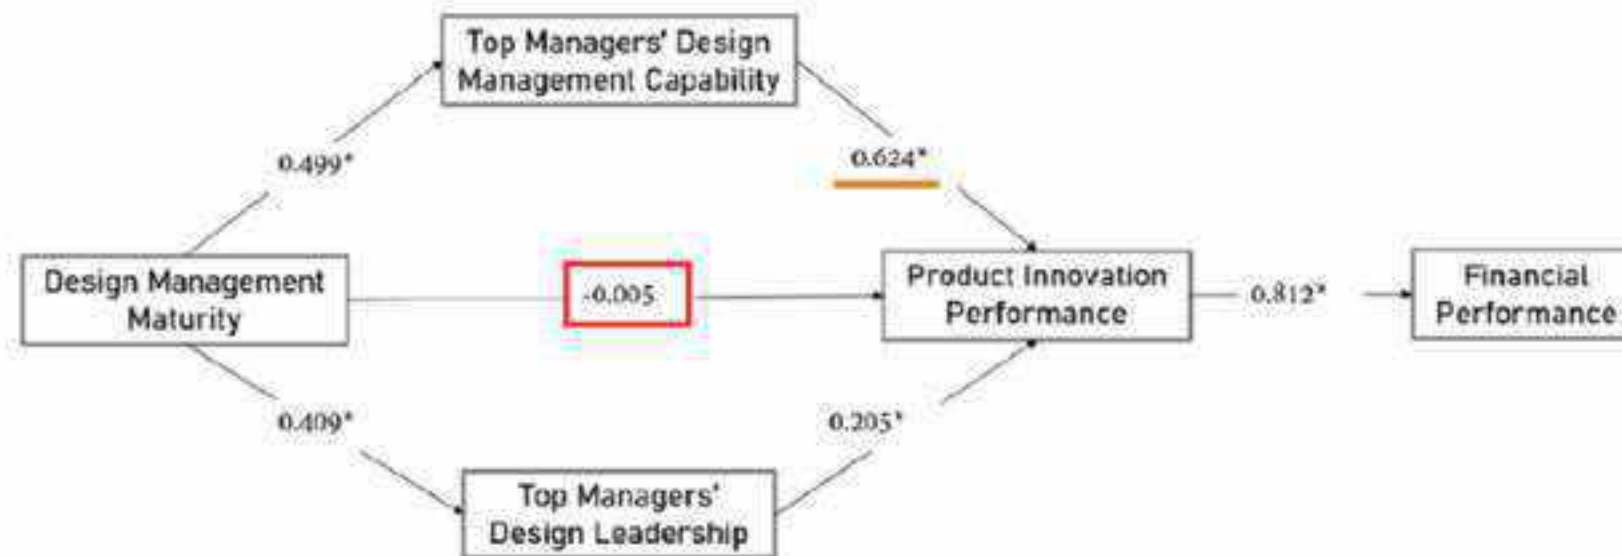 Top Managers' Design
Management Capability
0.499*
0.624*
Design Management
Maturity
-0.005
Product Innovation
Performance
0.812*
Financial
Performance
0.409*
0.205*
Top Managers'
Design Leadership